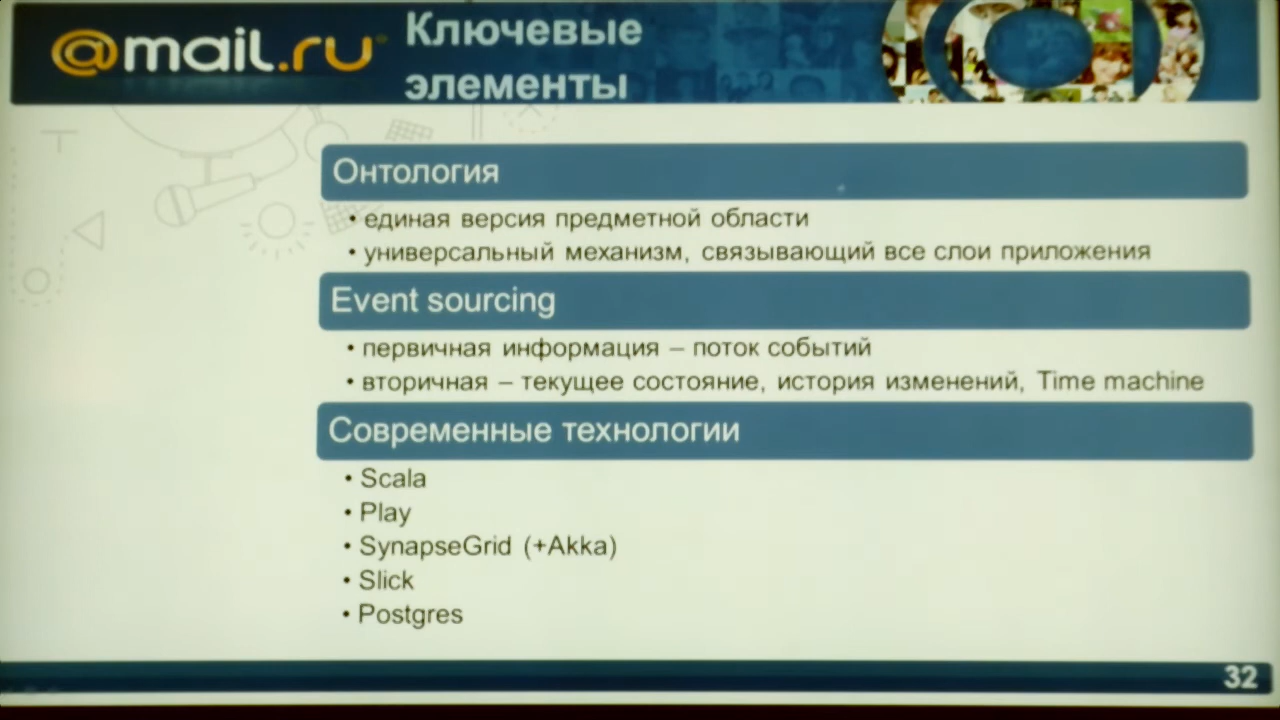 @mail.ru
Ключевые
элементы
Онтология
• единая версия предметной области
• универсальный механизм, связывающий все слои приложения
Event sourcing
• первичная информация – поток событий
• вторичная – текущее состояние, история изменений, Time machine
Современные технологии
• Scala
• Play
• SynapseGrid (+Akka)
• Slick
• Postgres
32